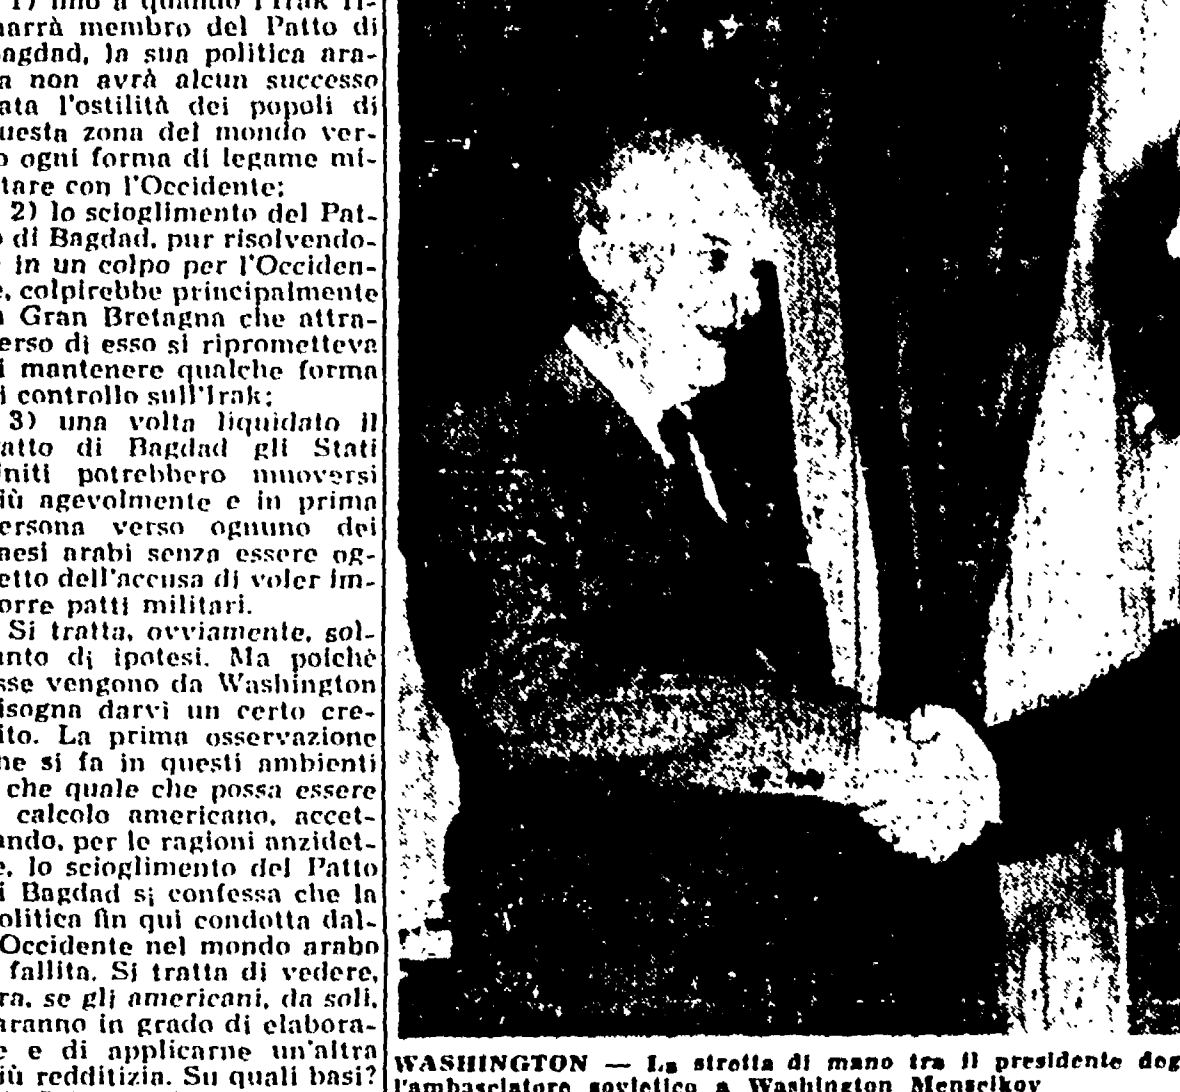 1) fino a quando l'Irak ri-
marrà membro del Patto di
agdad, la sua politica ara-
a non avrà alcun successo
ata l'ostilità dei popoli di
uesta zona del mondo ver-
o ogni forma di legame mi-
tare con l'Occidente;
2) lo scioglimento del Pat-
o di Bagdad, pur risolvendo-
in un colpo per l'Occiden-
e, colpirebbe principalmente
a Gran Bretagna che attra-
erso di esso si riprometteva
i mantenere qualche forma
i controllo sull'Irak;
3) una volta liquidato il
atto di Bagdad gli Stati
niti potrebbero muoversi
iù agevolmente e in prima
ersona verso ognuno dei
aesi arabi senza essere og-
etto dell'accusa di voler im-
orre patti militari.
Si tratta, ovviamente, sol-
anto di ipotesi. Ma poichè
sse vengono da Washington
isogna darvi un certo cre-
ito. La prima osservazione
he si fa in questi ambienti
che quale che possa essere
calcolo americano, accet-
ando, per le ragioni anzidet-
e, lo scioglimento del Patto
i Bagdad si confessa che la
olitica fin qui condotta dal-
Occidente nel mondo arabo
fallita. Si tratta di vedere,
ra, se gli americani, da soli,
aranno in grado di elabora-
e e di applicarne un'altra
iù redditizia. Su quali basi?
WASHINGTON — La stretta di mano tra il presidente deg
l'ambasciatore sovietico a Washington Menscikov